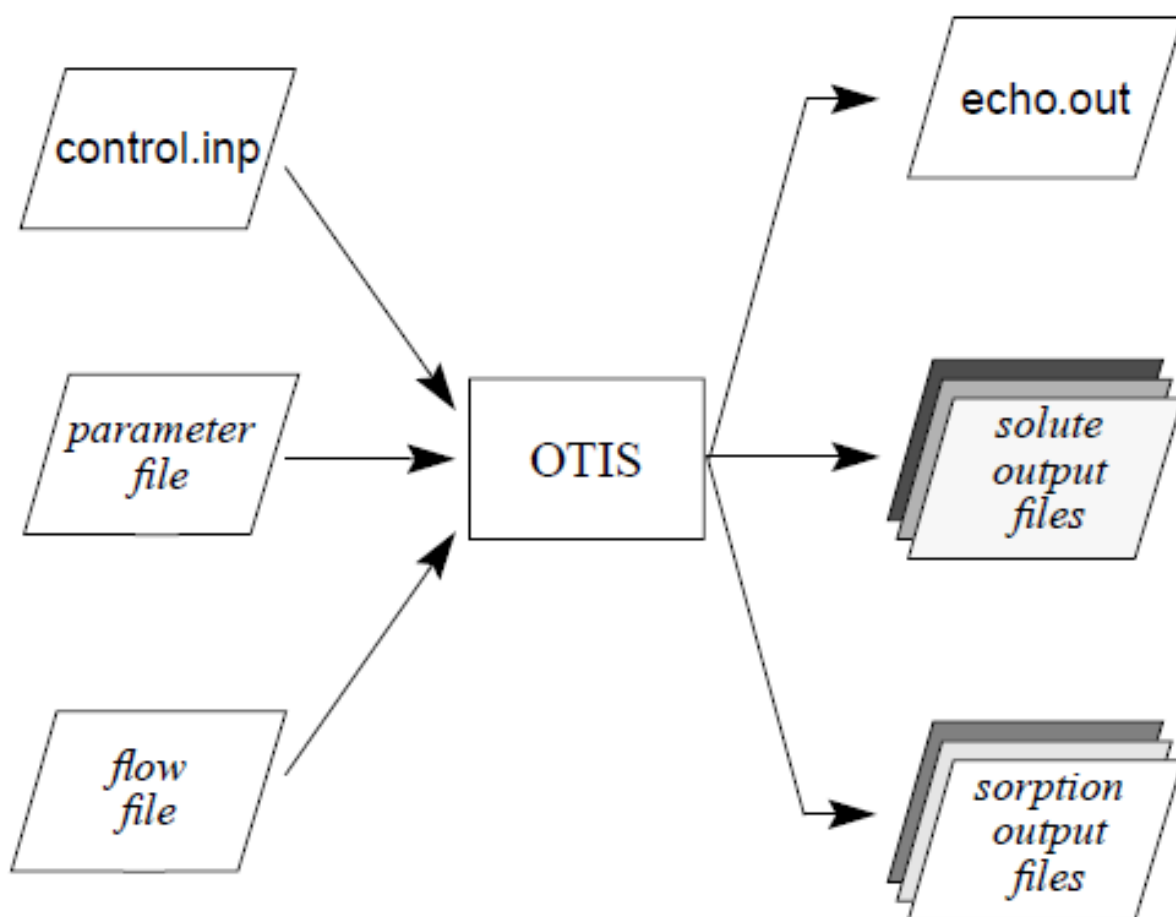 control.inp
parameter
file
flow
file
OTIS
echo.out
solute
output
files
sorption
output
files